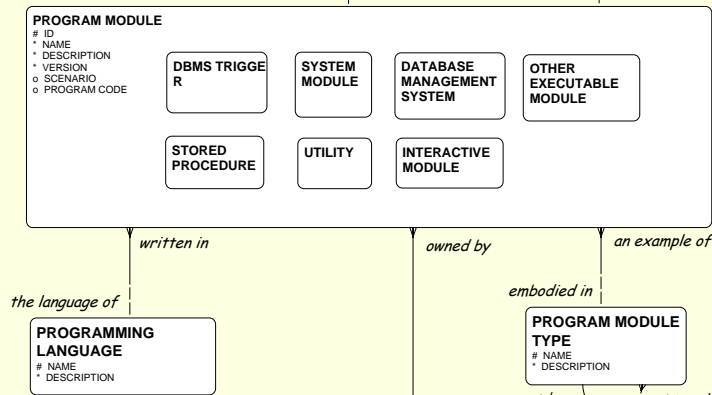 PROGRAM MODULE
# ID
* NAME
* DESCRIPTION
* VERSION
o SCENARIO
o PROGRAM CODE
DBMS TRIGGE
R
SYSTEM
MODULE
DATABASE
MANAGEMENT
SYSTEM
OTHER
EXECUTABLE
MODULE
STORED
PROCEDURE
UTILITY
INTERACTIVE
MODULE
written in
owned by
an example of
the language of
embodied in
PROGRAMMING
LANGUAGE
# NAME
* DESCRIPTION
PROGRAM MODULE
TYPE
# NAME
* DESCRIPTION